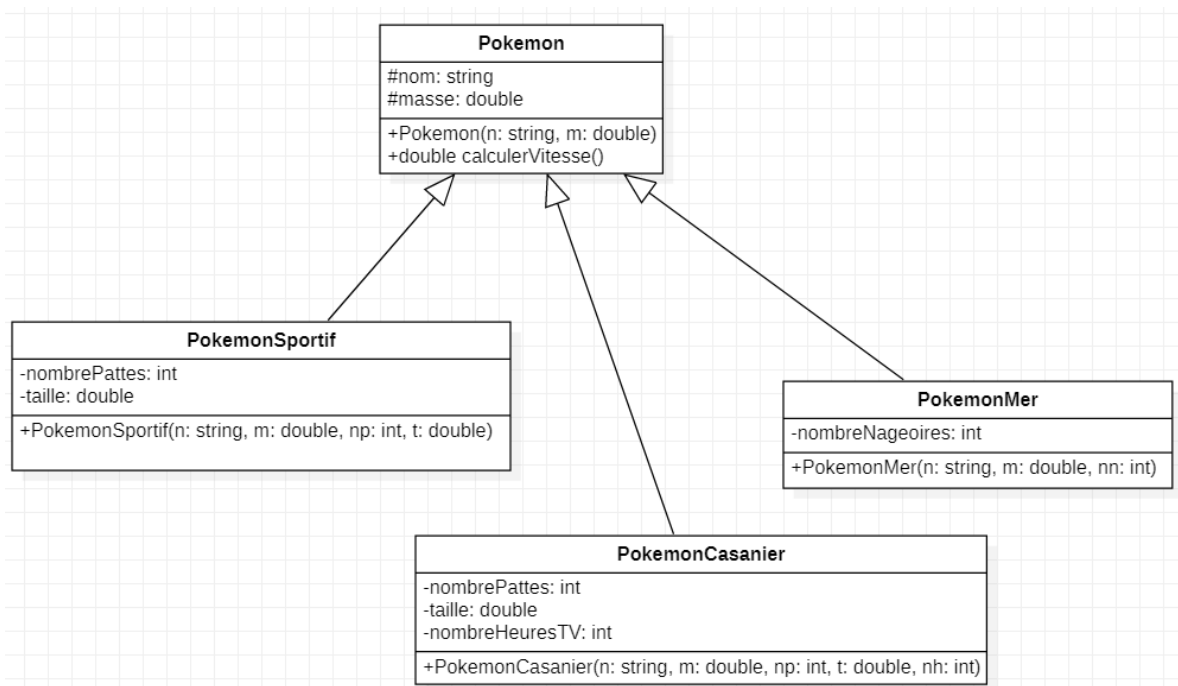 Pokemon
#nom: string
#masse: double
+Pokemon(n: string, m: double)
+double calculerVitesse()
PokemonSportif
-nombrePattes: int
-taille: double
+PokemonSportif(n: string, m: double, np: int, t: double)
PokemonMer
-nombreNageoires: int
+PokemonMer(n: string, m: double, nn: int)
PokemonCasanier
-nombrePattes: int
-taille: double
-nombreHeuresTV: int
+PokemonCasanier(n: string, m: double, np: int, t: double, nh: int)